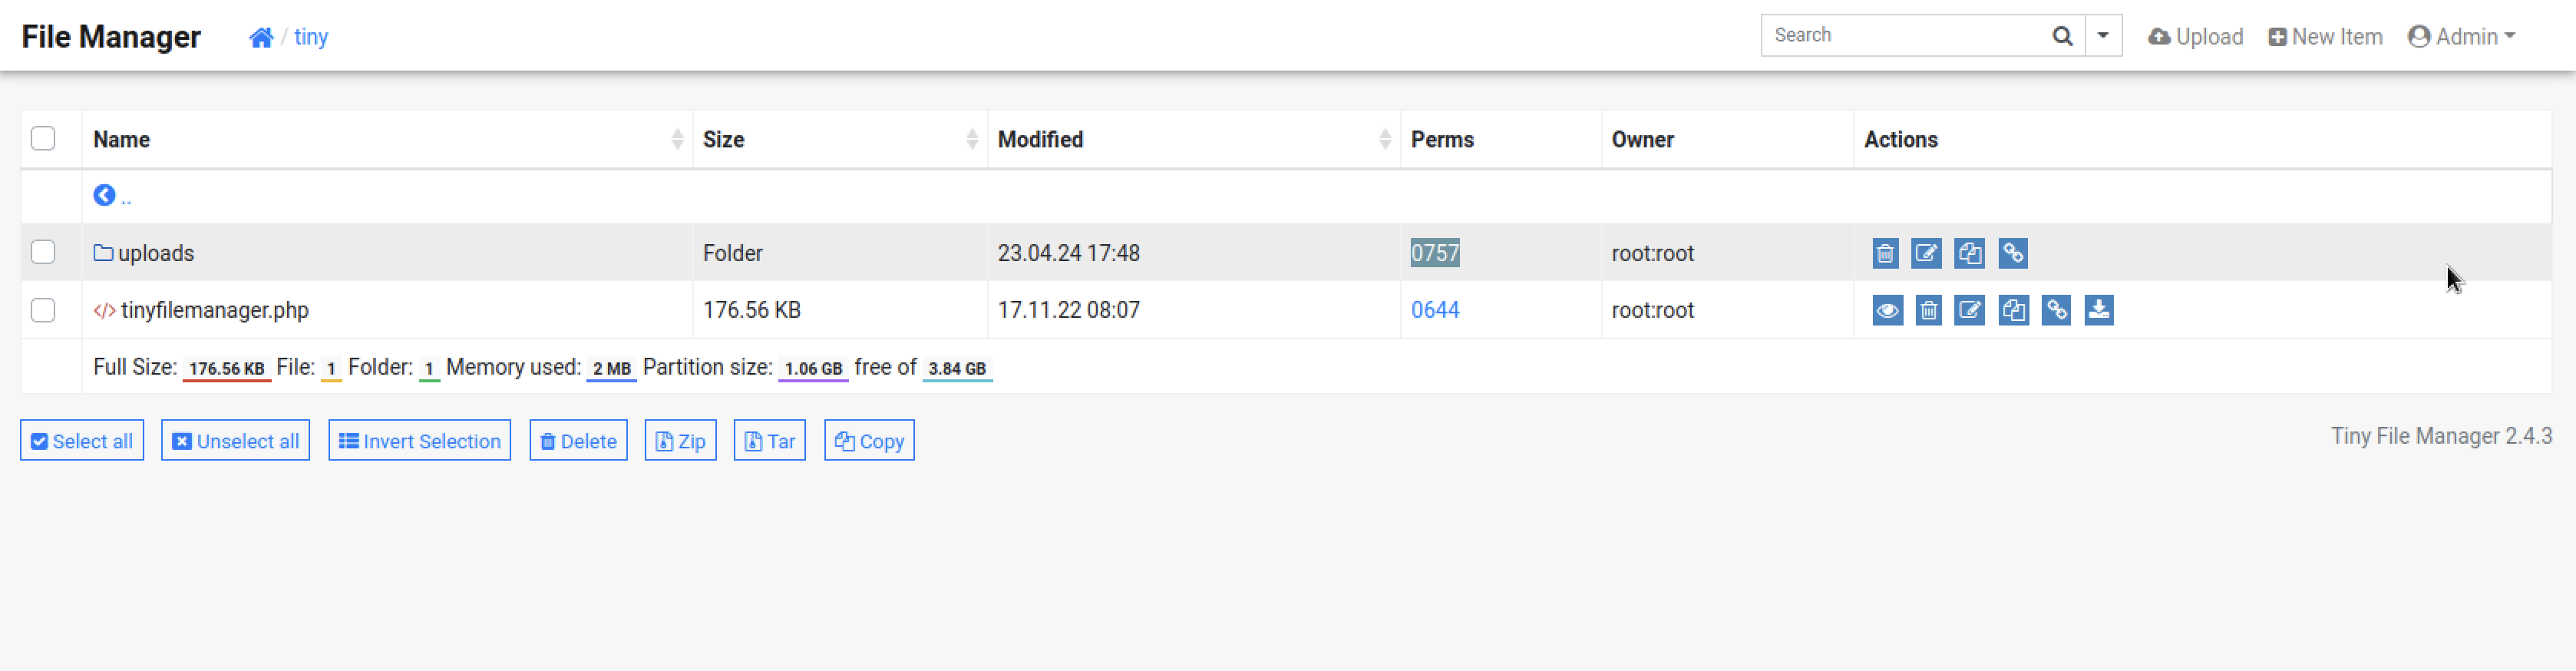 File Manager / tiny Search Upload New Item Admin
Name Size Modified Perms Owner Actions
..
uploads Folder 23.04.24 17:48 0757 root:root
</> tinyfilemanager.php 176.56 KB 17.11.22 08:07 0644 root:root
Full Size: 176.56 KB File: 1 Folder: 1 Memory used: 2 MB Partition size: 1.06 GB free of 3.84 GB
Select all Unselect all Invert Selection Delete Zip Tar Copy Tiny File Manager 2.4.3